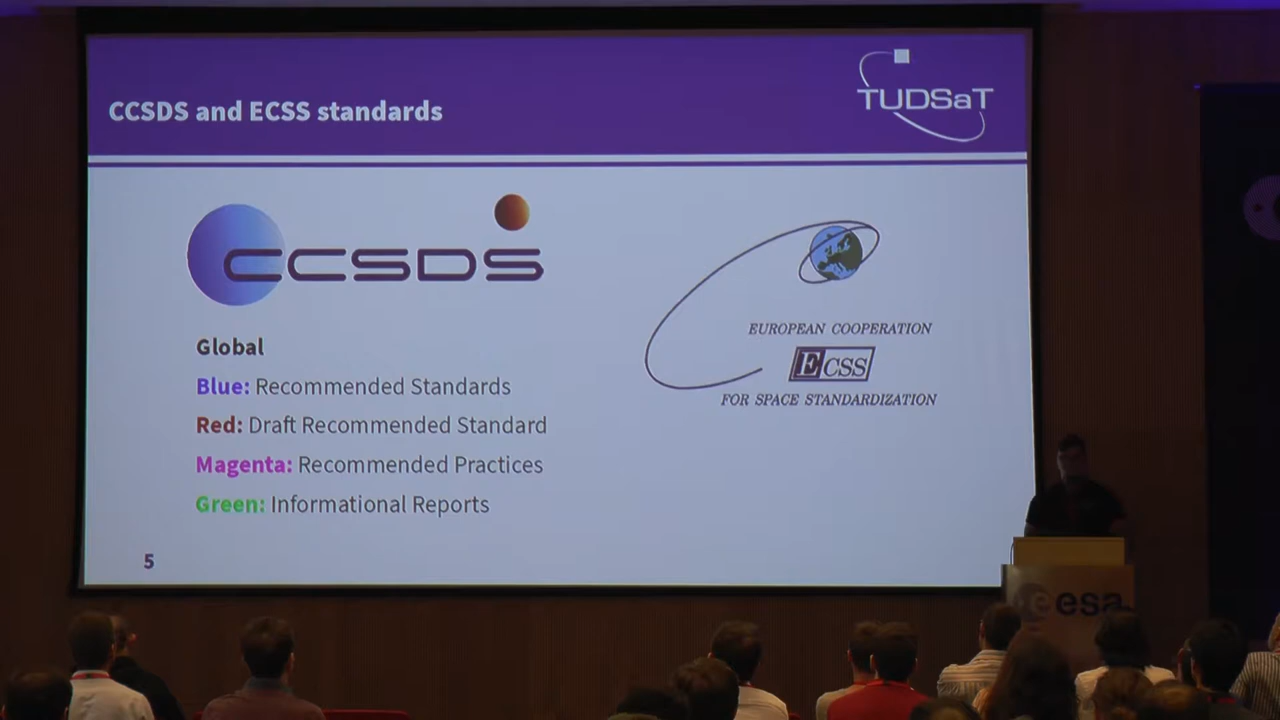 CCSDS and ECSS standards
TUDSaT
CCSDS
Global
Blue: Recommended Standards
Red: Draft Recommended Standard
Magenta: Recommended Practices
Green: Informational Reports
EUROPEAN COOPERATION
ECSS
FOR SPACE STANDARDIZATION
5
esa